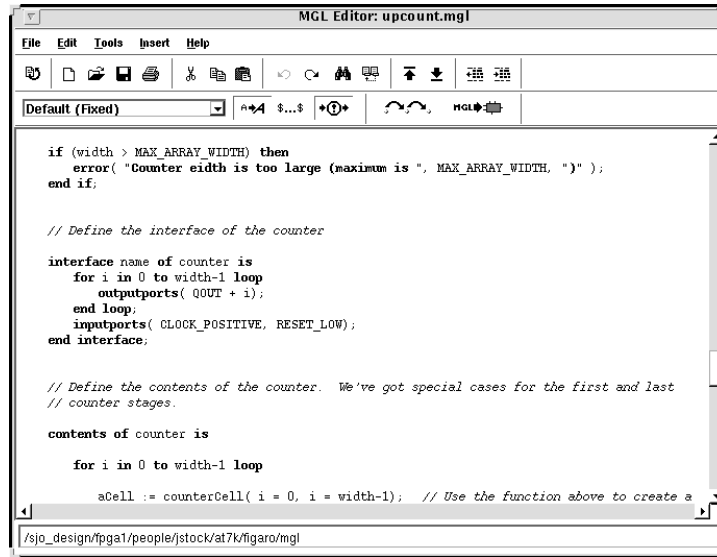 MGL Editor: upcount.mgl
File Edit Tools Insert Help
Default (Fixed) A➔A $...$ MGL
if (width > MAX_ARRAY_WIDTH) then
error( "Counter eidth is too large (maximum is ", MAX_ARRAY_WIDTH, ")" );
end if;
// Define the interface of the counter
interface name of counter is
for i in 0 to width-1 loop
outputports( QOUT + i);
end loop;
inputports( CLOCK_POSITIVE, RESET_LOW);
end interface;
// Define the contents of the counter. We've got special cases for the first and last
// counter stages.
contents of counter is
for i in 0 to width-1 loop
aCell := counterCell( i = 0, i = width-1); // Use the function above to create a
/sjo_design/fpga1/people/jstock/at7k/figaro/mgl